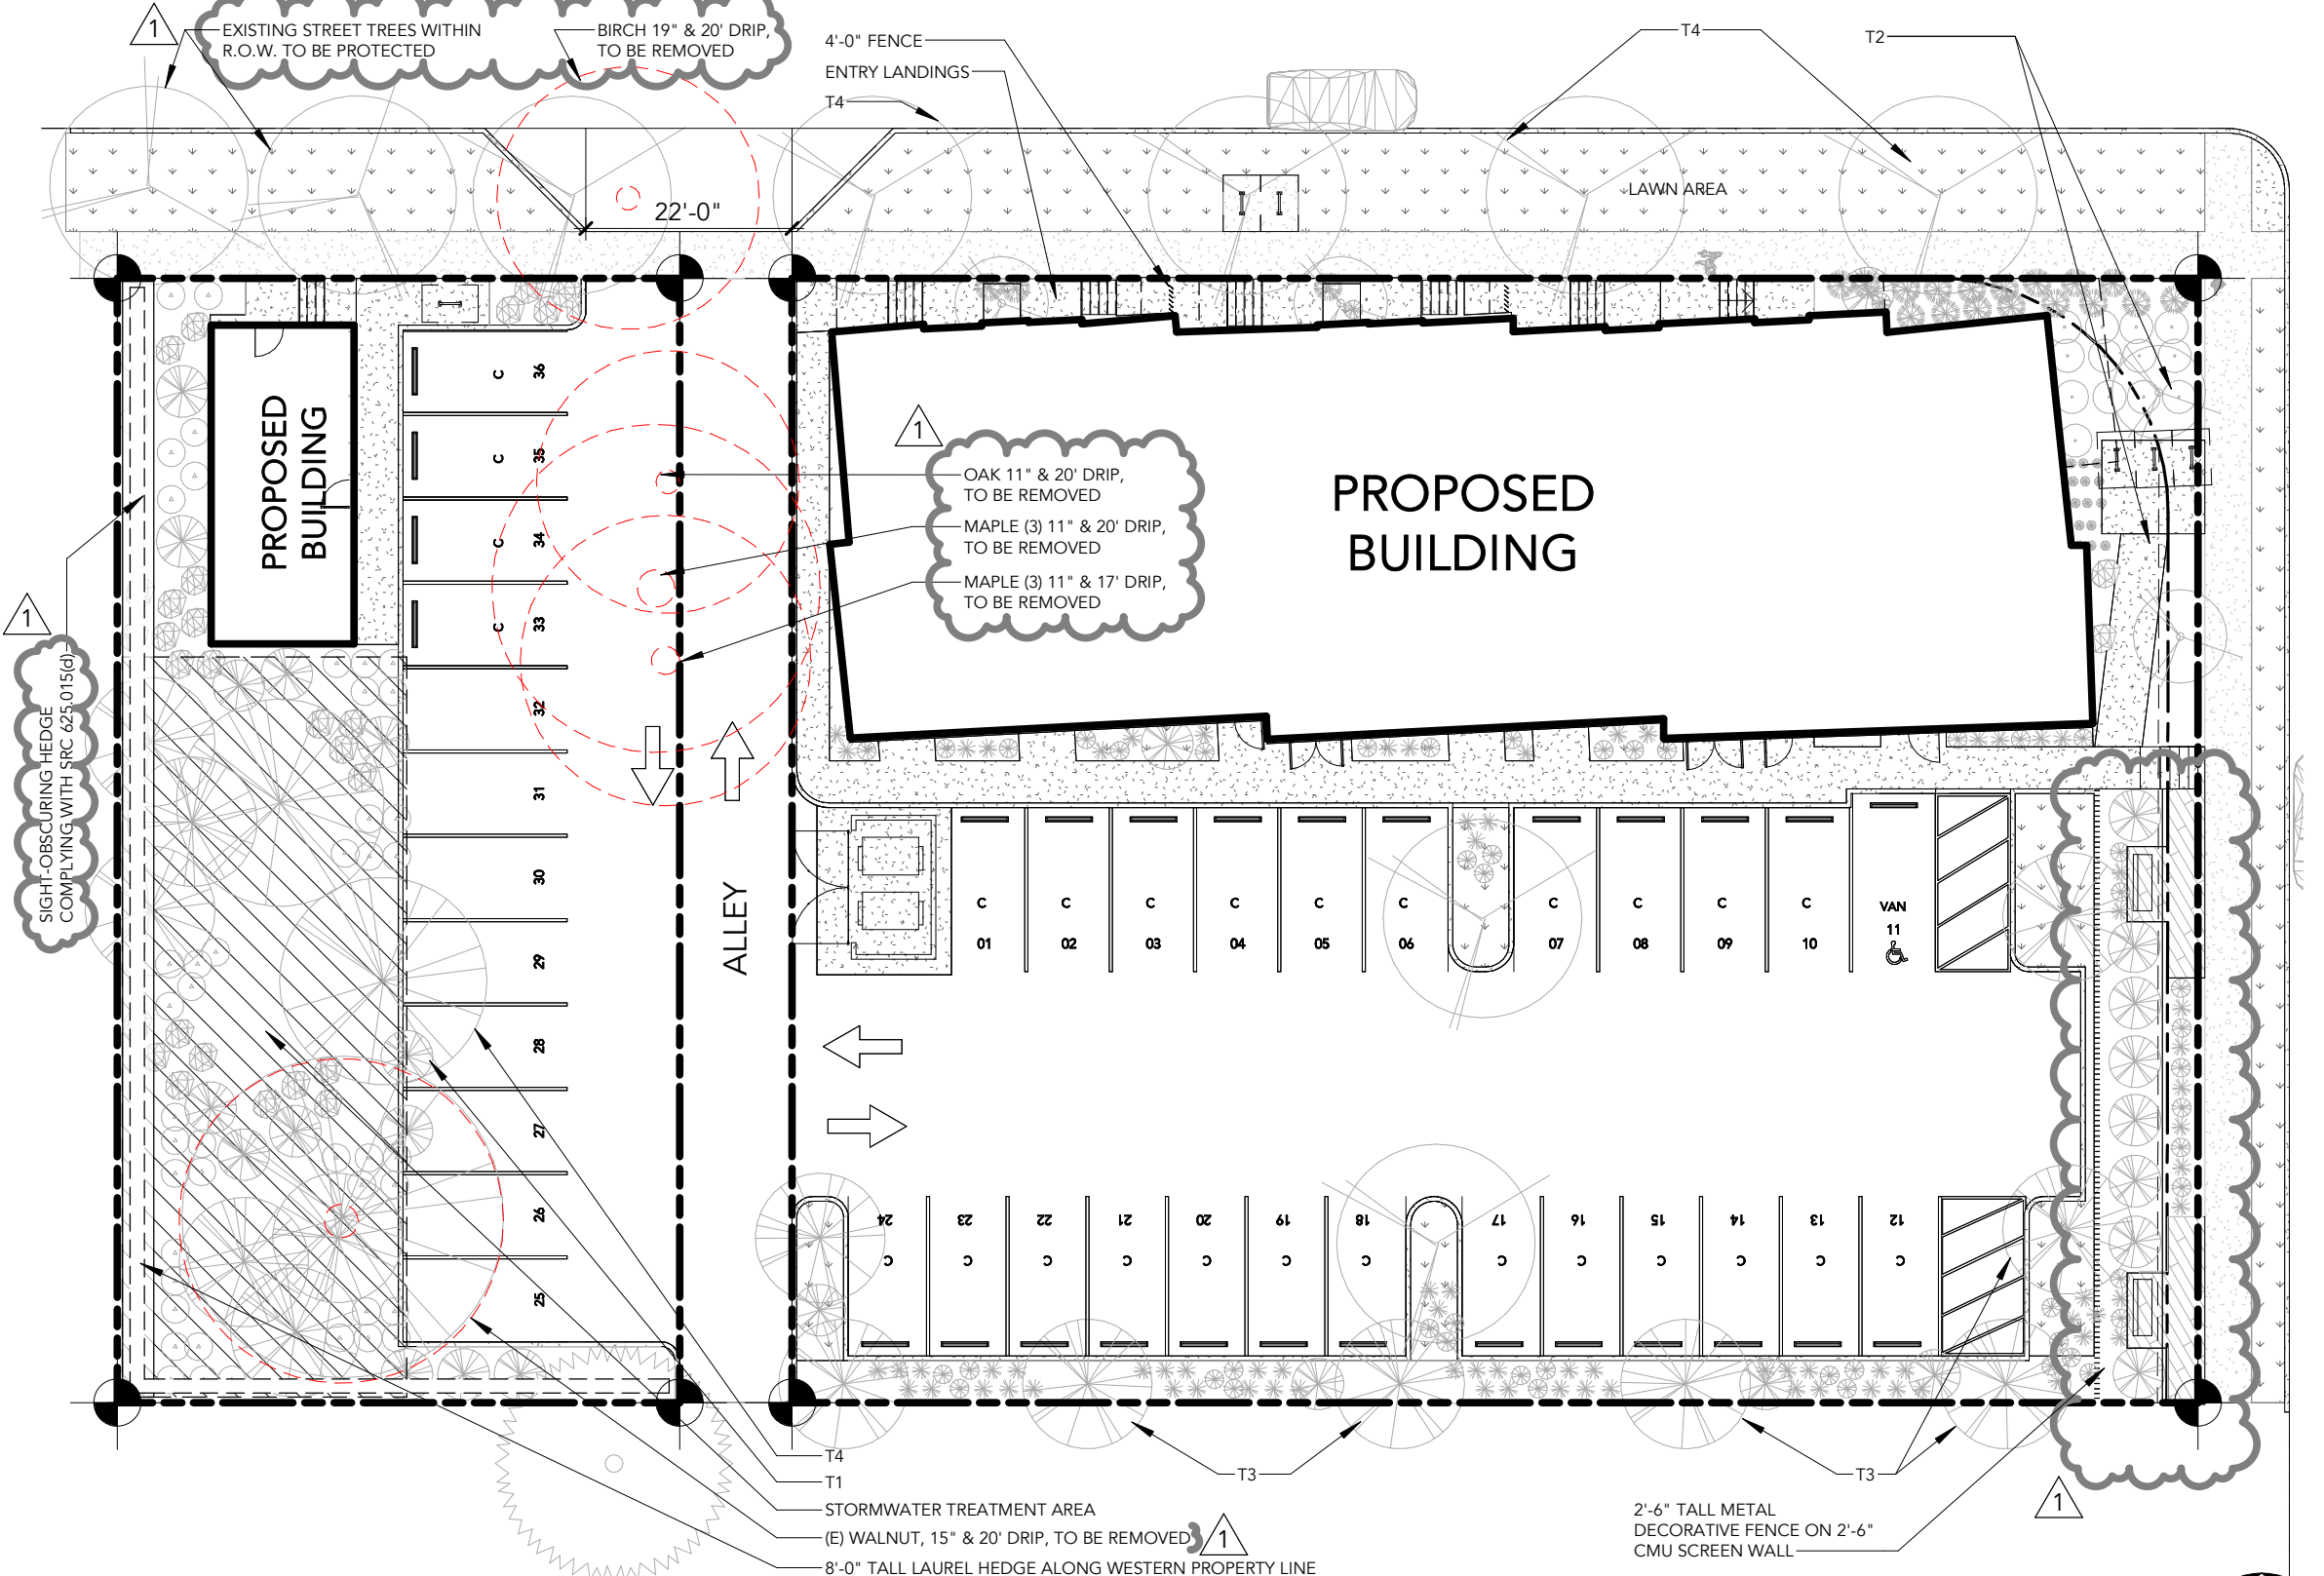 1
EXISTING STREET TREES WITHIN
R.O.W. TO BE PROTECTED
BIRCH 19" & 20' DRIP,
TO BE REMOVED
4'-0" FENCE
ENTRY LANDINGS
T4
T4
T2
LAWN AREA
22'-0"
PROPOSED
BUILDING
C 36
C 35
C 34
C 33
32
31
30
29
28
27
26
25
1
OAK 11" & 20' DRIP,
TO BE REMOVED
MAPLE (3) 11" & 20' DRIP,
TO BE REMOVED
MAPLE (3) 11" & 17' DRIP,
TO BE REMOVED
PROPOSED
BUILDING
1
SIGHT-OBSCURING HEDGE
COMPLYING WITH SRC 625.015(d)
ALLEY
C C C C C C C C C C VAN
01 02 03 04 05 06 07 08 09 10 11
24 23 22 21 20 19 18 17 16 15 14 13 12
C C C C C C C C C C C C C
T4
T1
STORMWATER TREATMENT AREA
(E) WALNUT, 15" & 20' DRIP, TO BE REMOVED
1
8'-0" TALL LAUREL HEDGE ALONG WESTERN PROPERTY LINE
T3
T3
2'-6" TALL METAL
DECORATIVE FENCE ON 2'-6"
CMU SCREEN WALL
1